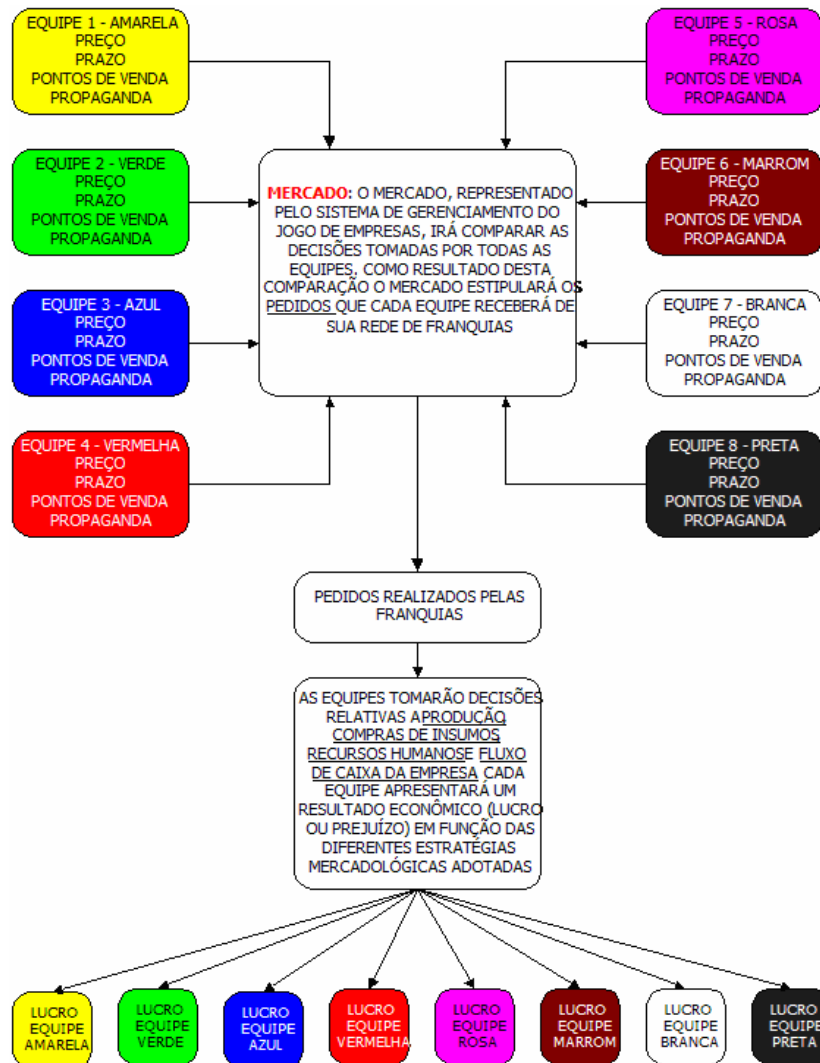 EQUIPE 1 - AMARELA
PREÇO
PRAZO
PONTOS DE VENDA
PROPAGANDA
EQUIPE 2 - VERDE
PREÇO
PRAZO
PONTOS DE VENDA
PROPAGANDA
EQUIPE 3 - AZUL
PREÇO
PRAZO
PONTOS DE VENDA
PROPAGANDA
EQUIPE 4 - VERMELHA
PREÇO
PRAZO
PONTOS DE VENDA
PROPAGANDA
EQUIPE 5 - ROSA
PREÇO
PRAZO
PONTOS DE VENDA
PROPAGANDA
EQUIPE 6 - MARROM
PREÇO
PRAZO
PONTOS DE VENDA
PROPAGANDA
EQUIPE 7 - BRANCA
PREÇO
PRAZO
PONTOS DE VENDA
PROPAGANDA
EQUIPE 8 - PRETA
PREÇO
PRAZO
PONTOS DE VENDA
PROPAGANDA
MERCADO: O MERCADO, REPRESENTADO
PELO SISTEMA DE GERENCIAMENTO DO
JOGO DE EMPRESAS, IRÁ COMPARAR AS
DECISÕES TOMADAS POR TODAS AS
EQUIPES, COMO RESULTADO DESTA
COMPARAÇÃO O MERCADO ESTIPULARÁ OS
PEDIDOS QUE CADA EQUIPE RECEBERÁ DE
SUA REDE DE FRANQUIAS
PEDIDOS REALIZADOS PELAS
FRANQUIAS
AS EQUIPES TOMARÃO DECISÕES
RELATIVAS APRODUÇÃO,
COMPRAS DE INSUMOS,
RECURSOS HUMANOSE FLUXO
DE CAIXA DA EMPRESA CADA
EQUIPE APRESENTARÁ UM
RESULTADO ECONÔMICO (LUCRO
OU PREJUÍZO) EM FUNÇÃO DAS
DIFERENTES ESTRATÉGIAS
MERCADOLÓGICAS ADOTADAS
LUCRO
EQUIPE
AMARELA
LUCRO
EQUIPE
VERDE
LUCRO
EQUIPE
AZUL
LUCRO
EQUIPE
VERMELHA
LUCRO
EQUIPE
ROSA
LUCRO
EQUIPE
MARROM
LUCRO
EQUIPE
BRANCA
LUCRO
EQUIPE
PRETA